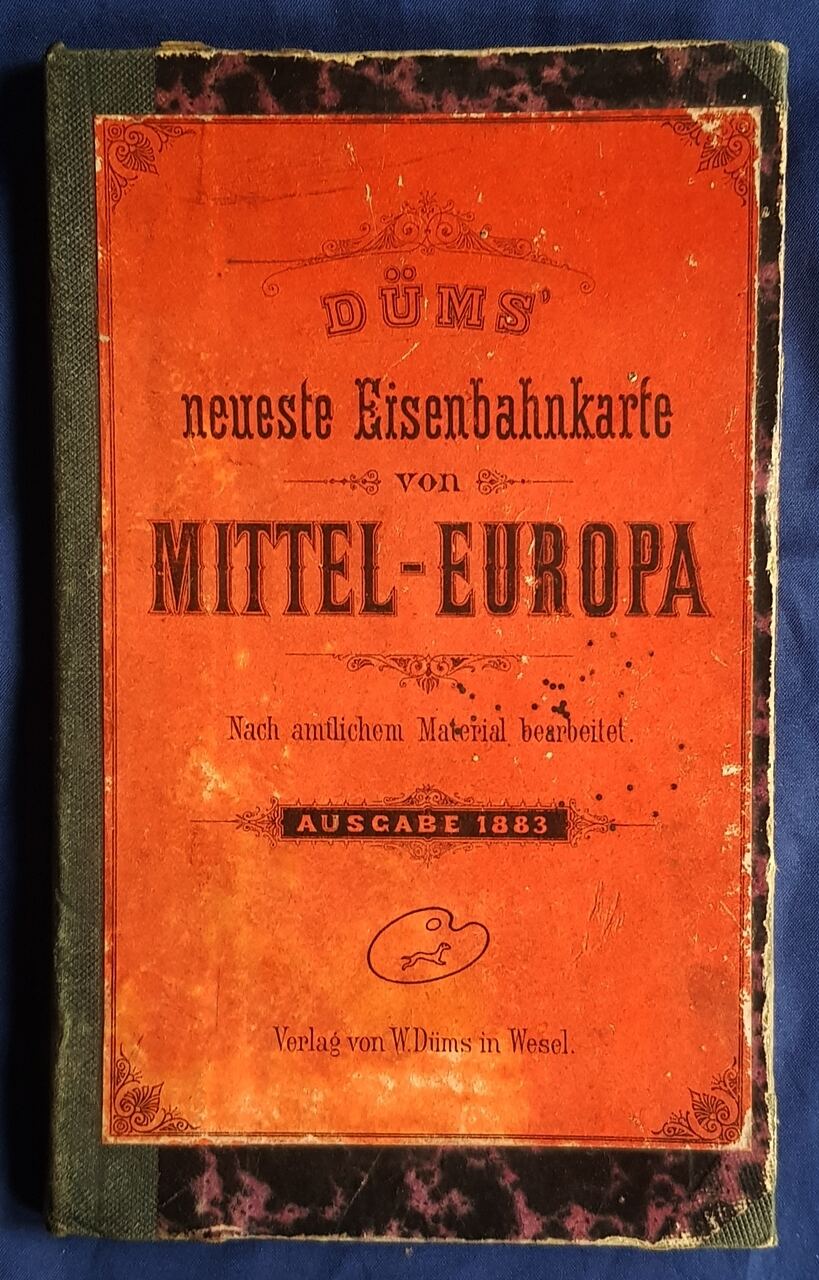 DÜMS'
neueste Eisenbahnkarte
von
MITTEL-EUROPA
Nach amtlichem Material bearbeitet.
AUSGABE 1883
Verlag von W. Düms in Wesel.